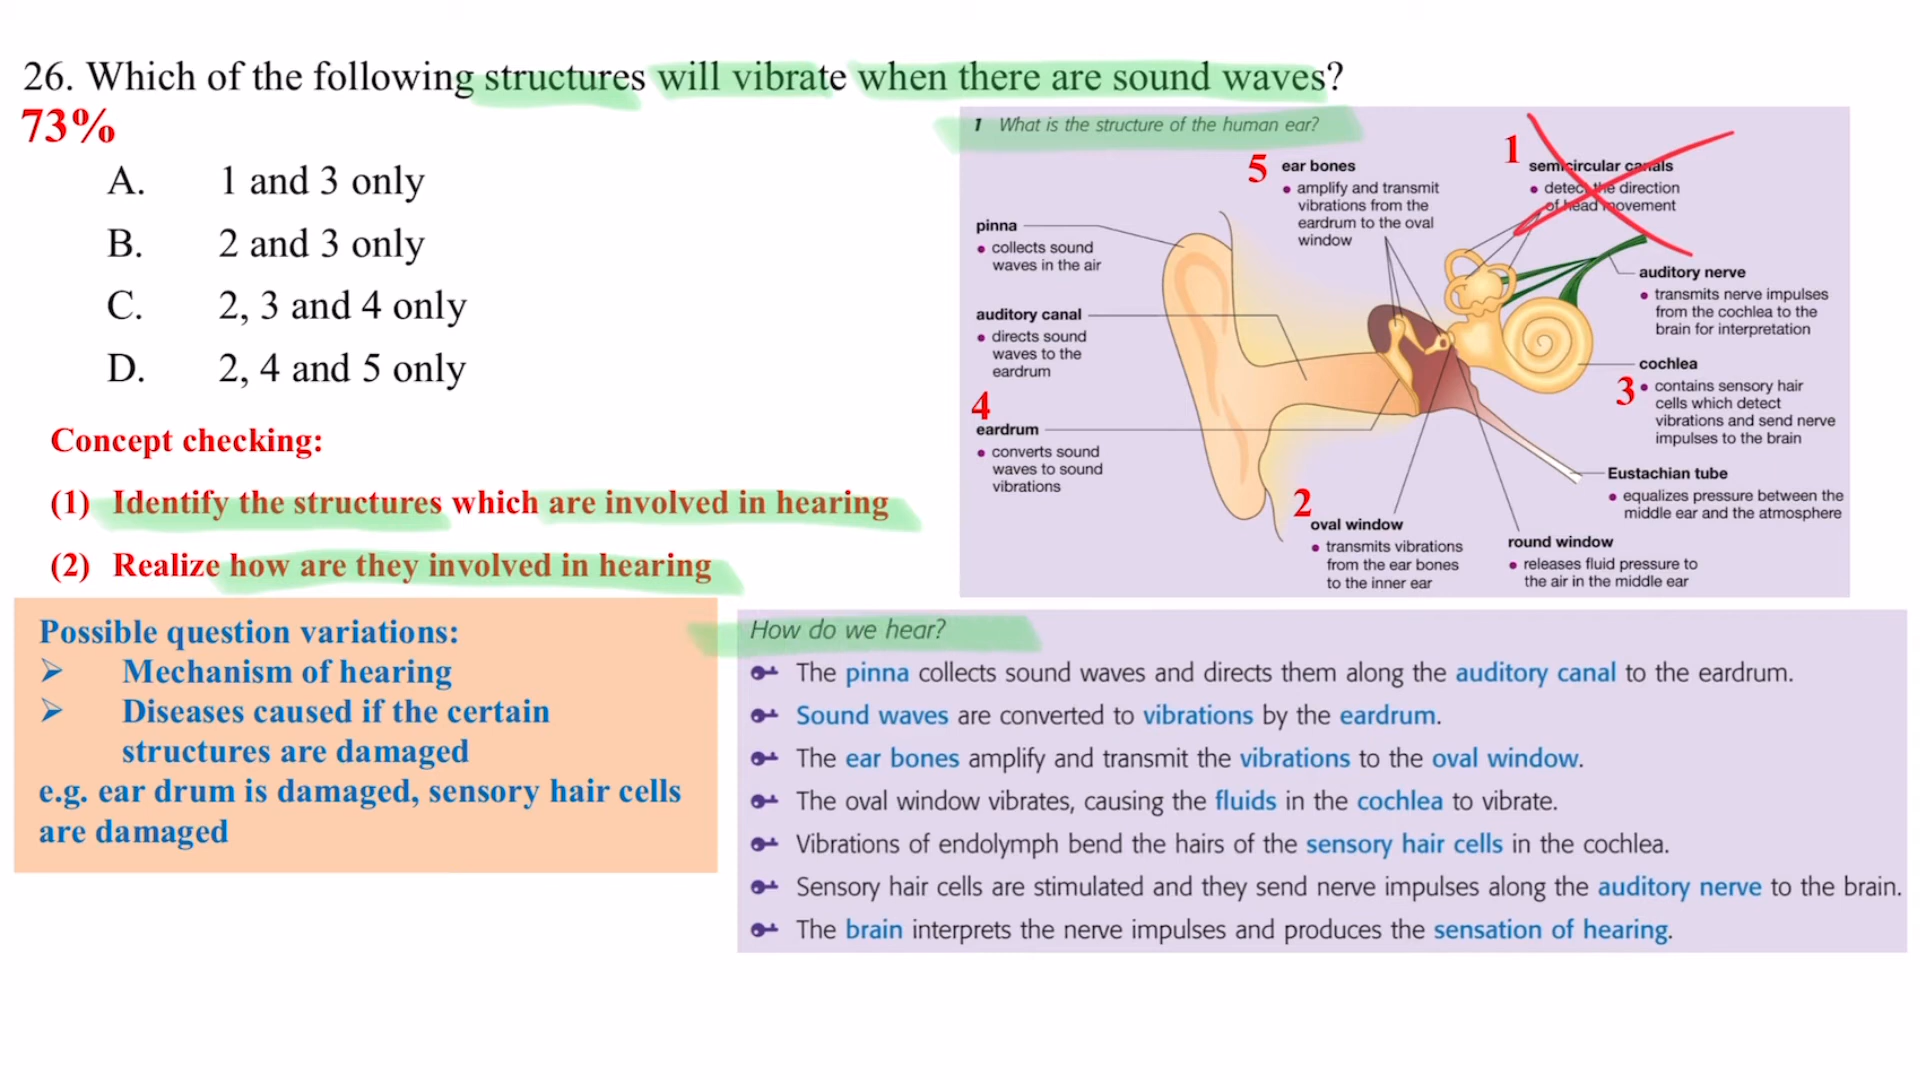 26. Which of the following structures will vibrate when there are sound waves?
73%
A. 1 and 3 only
B. 2 and 3 only
C. 2, 3 and 4 only
D. 2, 4 and 5 only
Concept checking:
(1) Identify the structures which are involved in hearing
(2) Realize how are they involved in hearing
Possible question variations:
➢ Mechanism of hearing
➢ Diseases caused if the certain
structures are damaged
e.g. ear drum is damaged, sensory hair cells
are damaged
1 What is the structure of the human ear?
5 ear bones
• amplify and transmit
vibrations from the
eardrum to the oval
window
1 semicircular canals
• detect the direction
of head movement
pinna
• collects sound
waves in the air
auditory nerve
• transmits nerve impulses
from the cochlea to the
brain for interpretation
auditory canal
• directs sound
waves to the
eardrum
cochlea
3 • contains sensory hair
cells which detect
vibrations and send nerve
impulses to the brain
4
eardrum
• converts sound
waves to sound
vibrations
Eustachian tube
• equalizes pressure between the
middle ear and the atmosphere
2
oval window
• transmits vibrations
from the ear bones
to the inner ear
round window
• releases fluid pressure to
the air in the middle ear
How do we hear?
The pinna collects sound waves and directs them along the auditory canal to the eardrum.
Sound waves are converted to vibrations by the eardrum.
The ear bones amplify and transmit the vibrations to the oval window.
The oval window vibrates, causing the fluids in the cochlea to vibrate.
Vibrations of endolymph bend the hairs of the sensory hair cells in the cochlea.
Sensory hair cells are stimulated and they send nerve impulses along the auditory nerve to the brain.
The brain interprets the nerve impulses and produces the sensation of hearing.